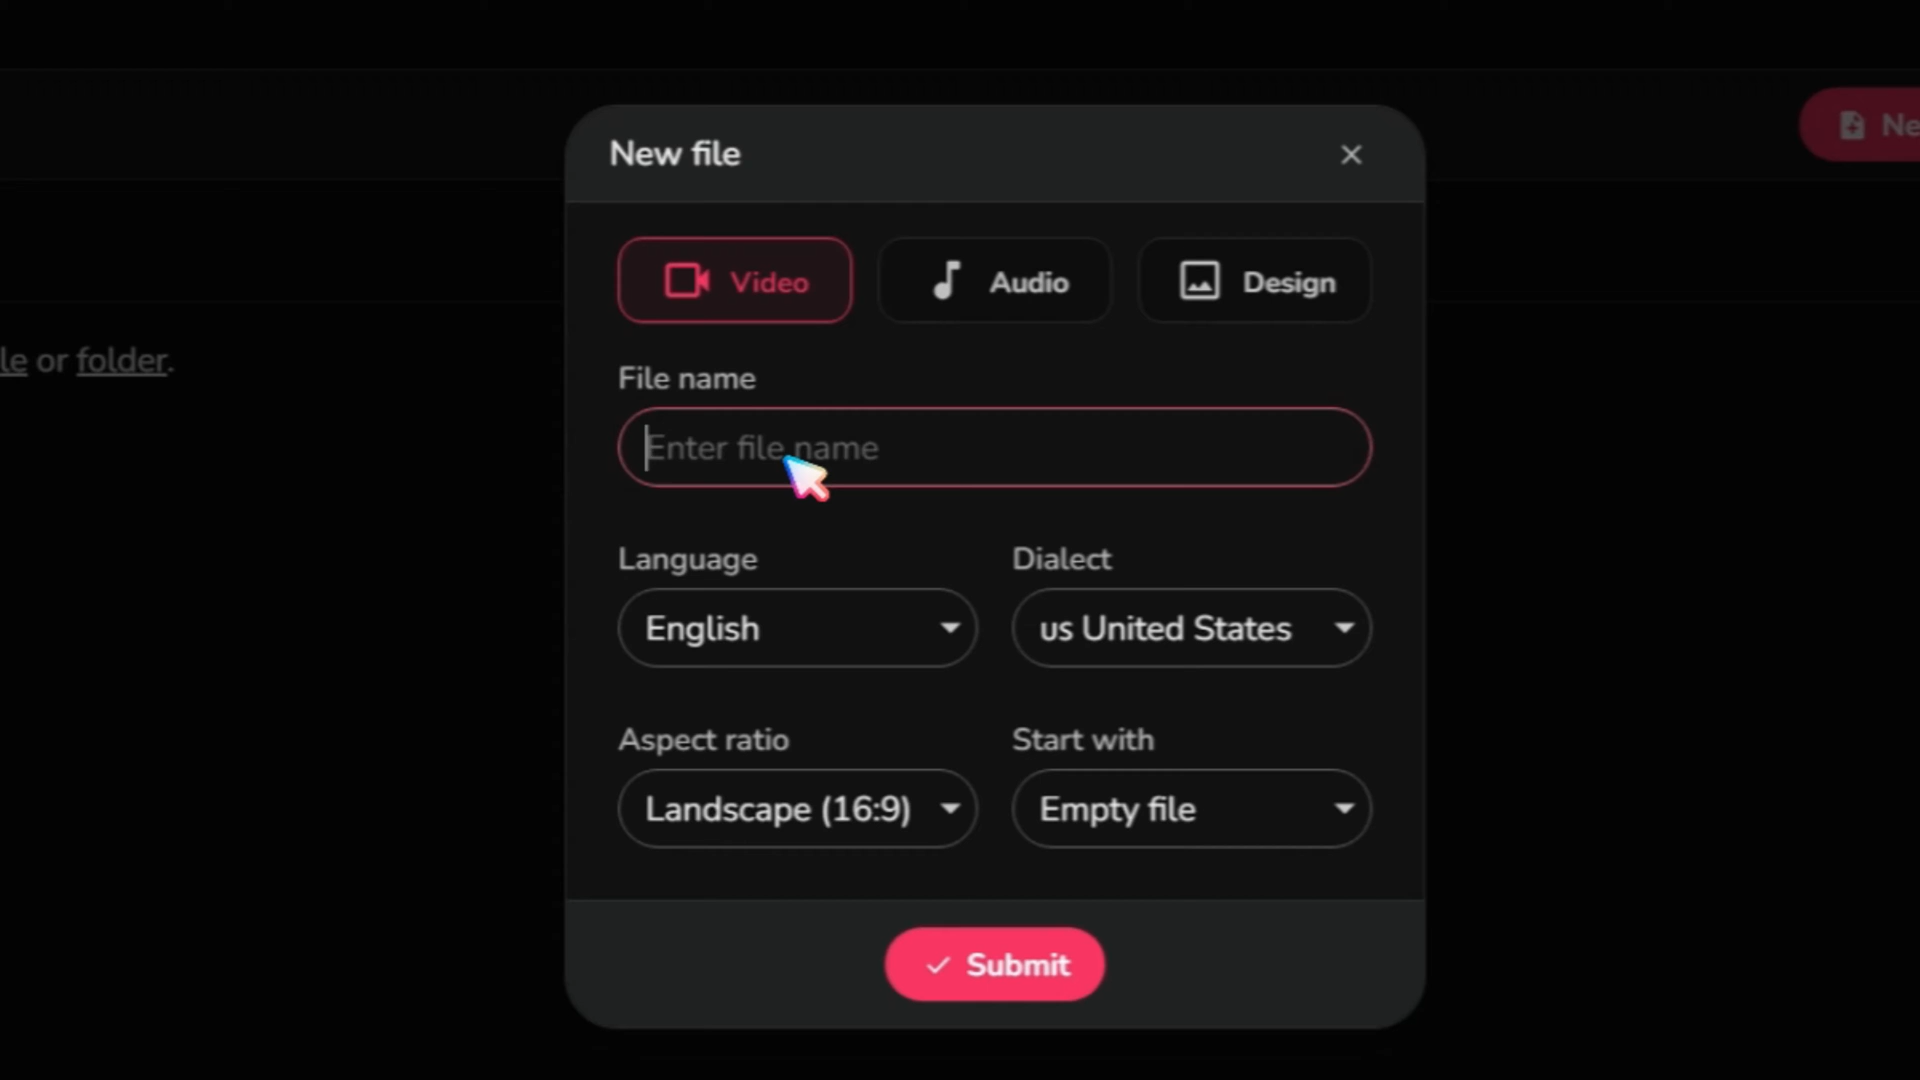 Ne
New file
Video Audio Design
le or folder.
File name
Enter file name
Language Dialect
English us United States
Aspect ratio Start with
Landscape (16:9) Empty file
Submit